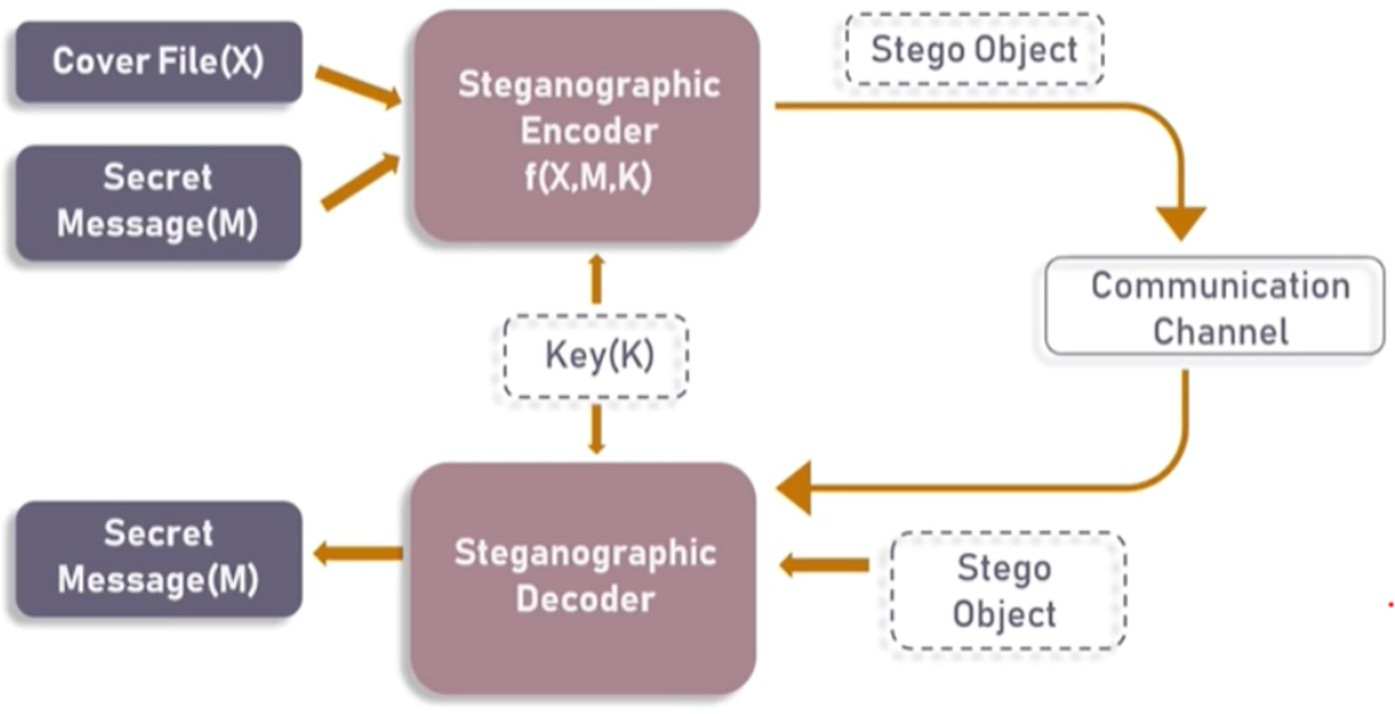 Cover File(X)
Secret
Message(M)
Steganographic
Encoder
f(X,M,K)
Stego Object
Communication
Channel
Key(K)
Secret
Message(M)
Steganographic
Decoder
Stego
Object